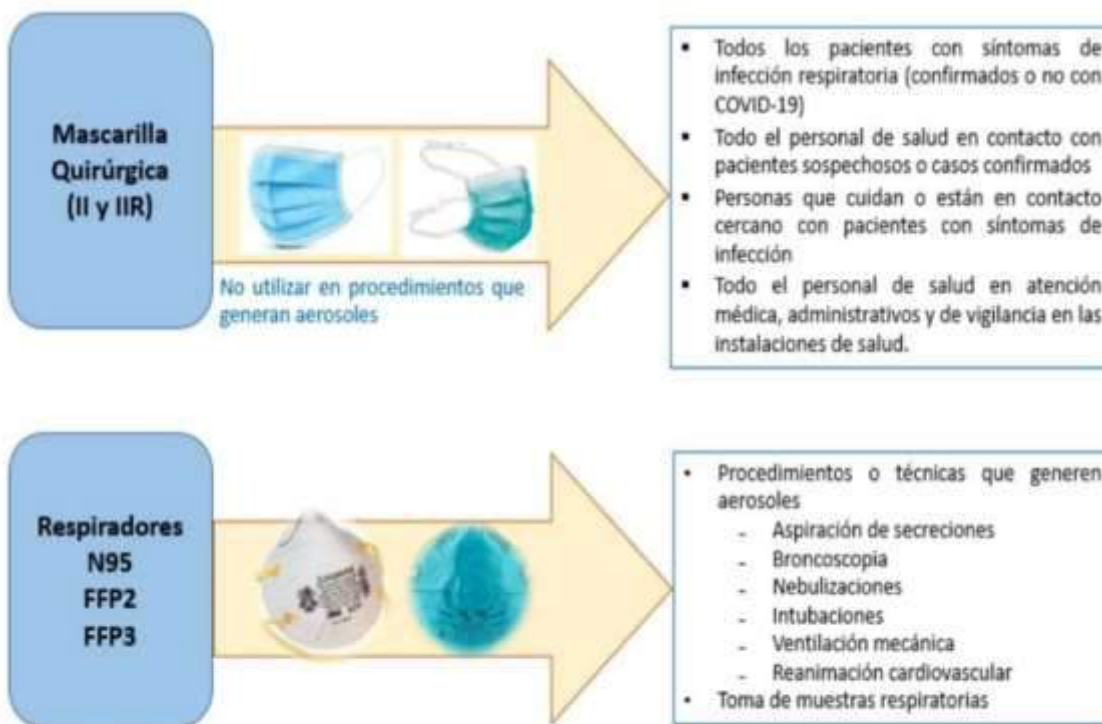 Mascarilla
Quirúrgica
(II y IIR)
No utilizar en procedimientos que
generan aerosoles
▪ Todos los pacientes con síntomas de
infección respiratoria (confirmados o no con
COVID-19)
▪ Todo el personal de salud en contacto con
pacientes sospechosos o casos confirmados
▪ Personas que cuidan o están en contacto
cercano con pacientes con síntomas de
infección
▪ Todo el personal de salud en atención
médica, administrativos y de vigilancia en las
instalaciones de salud.
Respiradores
N95
FFP2
FFP3
• Procedimientos o técnicas que generen
aerosoles
- Aspiración de secreciones
- Broncoscopia
- Nebulizaciones
- Intubaciones
- Ventilación mecánica
- Reanimación cardiovascular
• Toma de muestras respiratorias